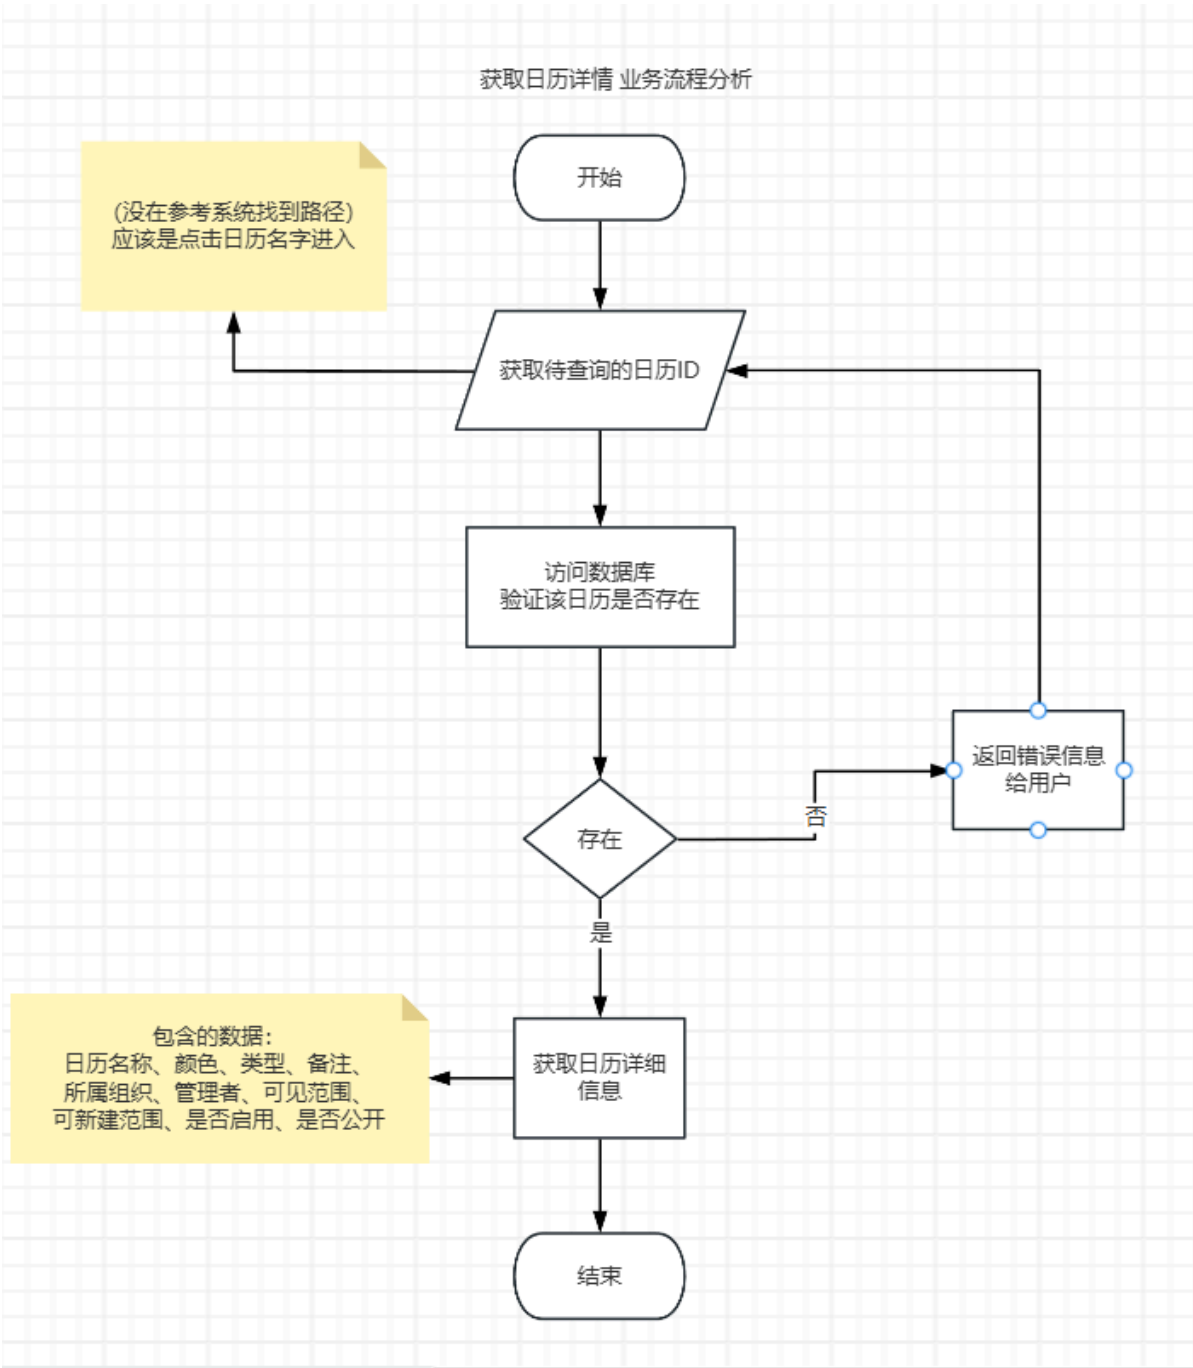 获取日历详情 业务流程分析
开始
(没在参考系统找到路径)
应该是点击日历名字进入
获取待查询的日历ID
访问数据库
验证该日历是否存在
返回错误信息
给用户
存在
否
是
包含的数据:
日历名称、颜色、类型、备注、
所属组织、管理者、可见范围、
可新建范围、是否启用、是否公开
获取日历详细
信息
结束